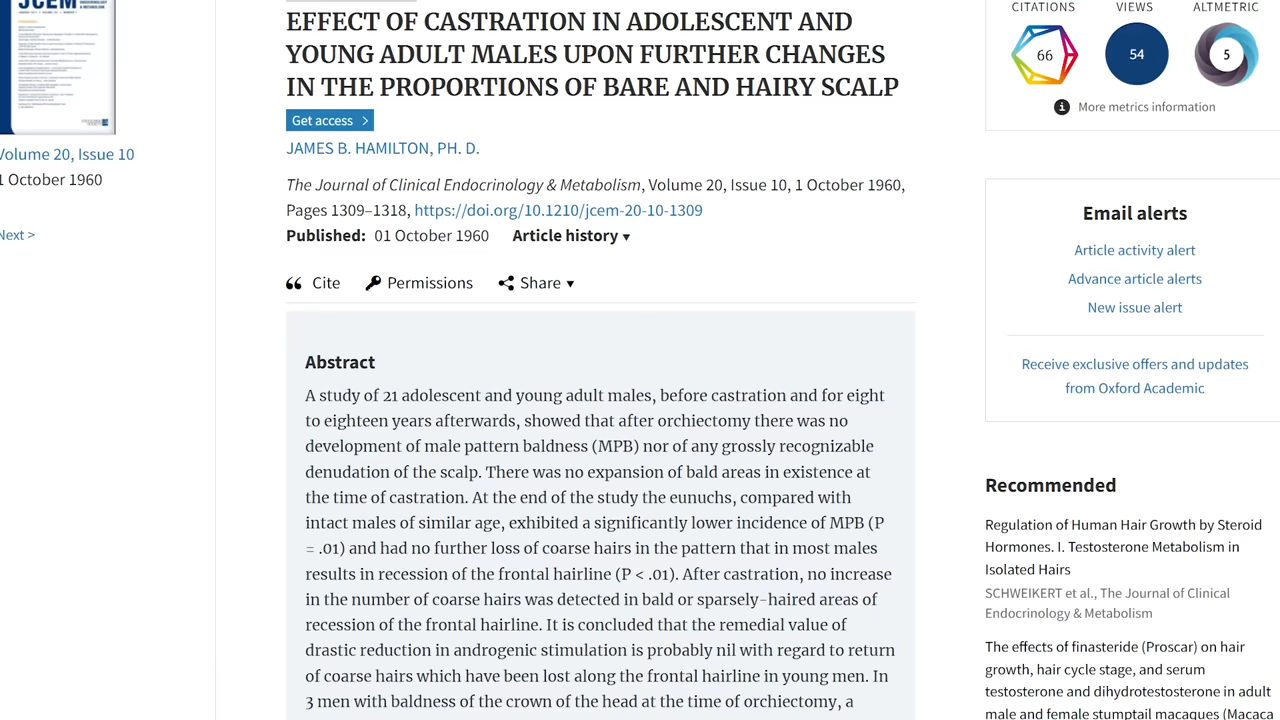 JCEM
EFFECT OF CASTRATION IN ADOLESCENT AND
YOUNG ADULT MALES UPON FURTHER CHANGES
IN THE PROPORTIONS OF BARE AND HAIRY SCALP
Get access
JAMES B. HAMILTON, PH. D.
The Journal of Clinical Endocrinology & Metabolism, Volume 20, Issue 10, 1 October 1960,
Pages 1309–1318, https://doi.org/10.1210/jcem-20-10-1309
Published: 01 October 1960 Article history
Cite Permissions Share
Volume 20, Issue 10
1 October 1960
Next >
Abstract
A study of 21 adolescent and young adult males, before castration and for eight
to eighteen years afterwards, showed that after orchiectomy there was no
development of male pattern baldness (MPB) nor of any grossly recognizable
denudation of the scalp. There was no expansion of bald areas in existence at
the time of castration. At the end of the study the eunuchs, compared with
intact males of similar age, exhibited a significantly lower incidence of MPB (P
= .01) and had no further loss of coarse hairs in the pattern that in most males
results in recession of the frontal hairline (P < .01). After castration, no increase
in the number of coarse hairs was detected in bald or sparsely-haired areas of
recession of the frontal hairline. It is concluded that the remedial value of
drastic reduction in androgenic stimulation is probably nil with regard to return
of coarse hairs which have been lost along the frontal hairline in young men. In
3 men with baldness of the crown of the head at the time of orchiectomy, a
CITATIONS VIEWS ALTMETRIC
66 54 5
More metrics information
Email alerts
Article activity alert
Advance article alerts
New issue alert
Receive exclusive offers and updates
from Oxford Academic
Recommended
Regulation of Human Hair Growth by Steroid
Hormones. I. Testosterone Metabolism in
Isolated Hairs
SCHWEIKERT et al., The Journal of Clinical
Endocrinology & Metabolism
The effects of finasteride (Proscar) on hair
growth, hair cycle stage, and serum
testosterone and dihydrotestosterone in adult
male and female stumptail macaques (Macaca